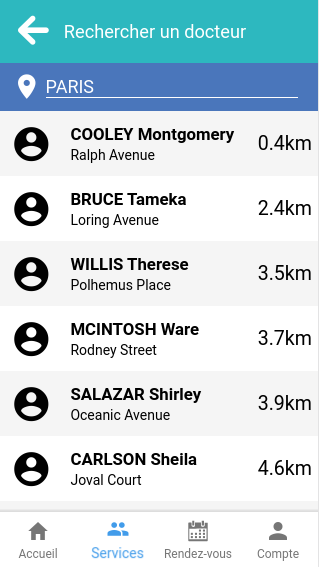 Rechercher un docteur
PARIS
COOLEY Montgomery
Ralph Avenue
0.4km
BRUCE Tameka
Loring Avenue
2.4km
WILLIS Therese
Polhemus Place
3.5km
MCINTOSH Ware
Rodney Street
3.7km
SALAZAR Shirley
Oceanic Avenue
3.9km
CARLSON Sheila
Joval Court
4.6km
Accueil
Services
Rendez-vous
Compte